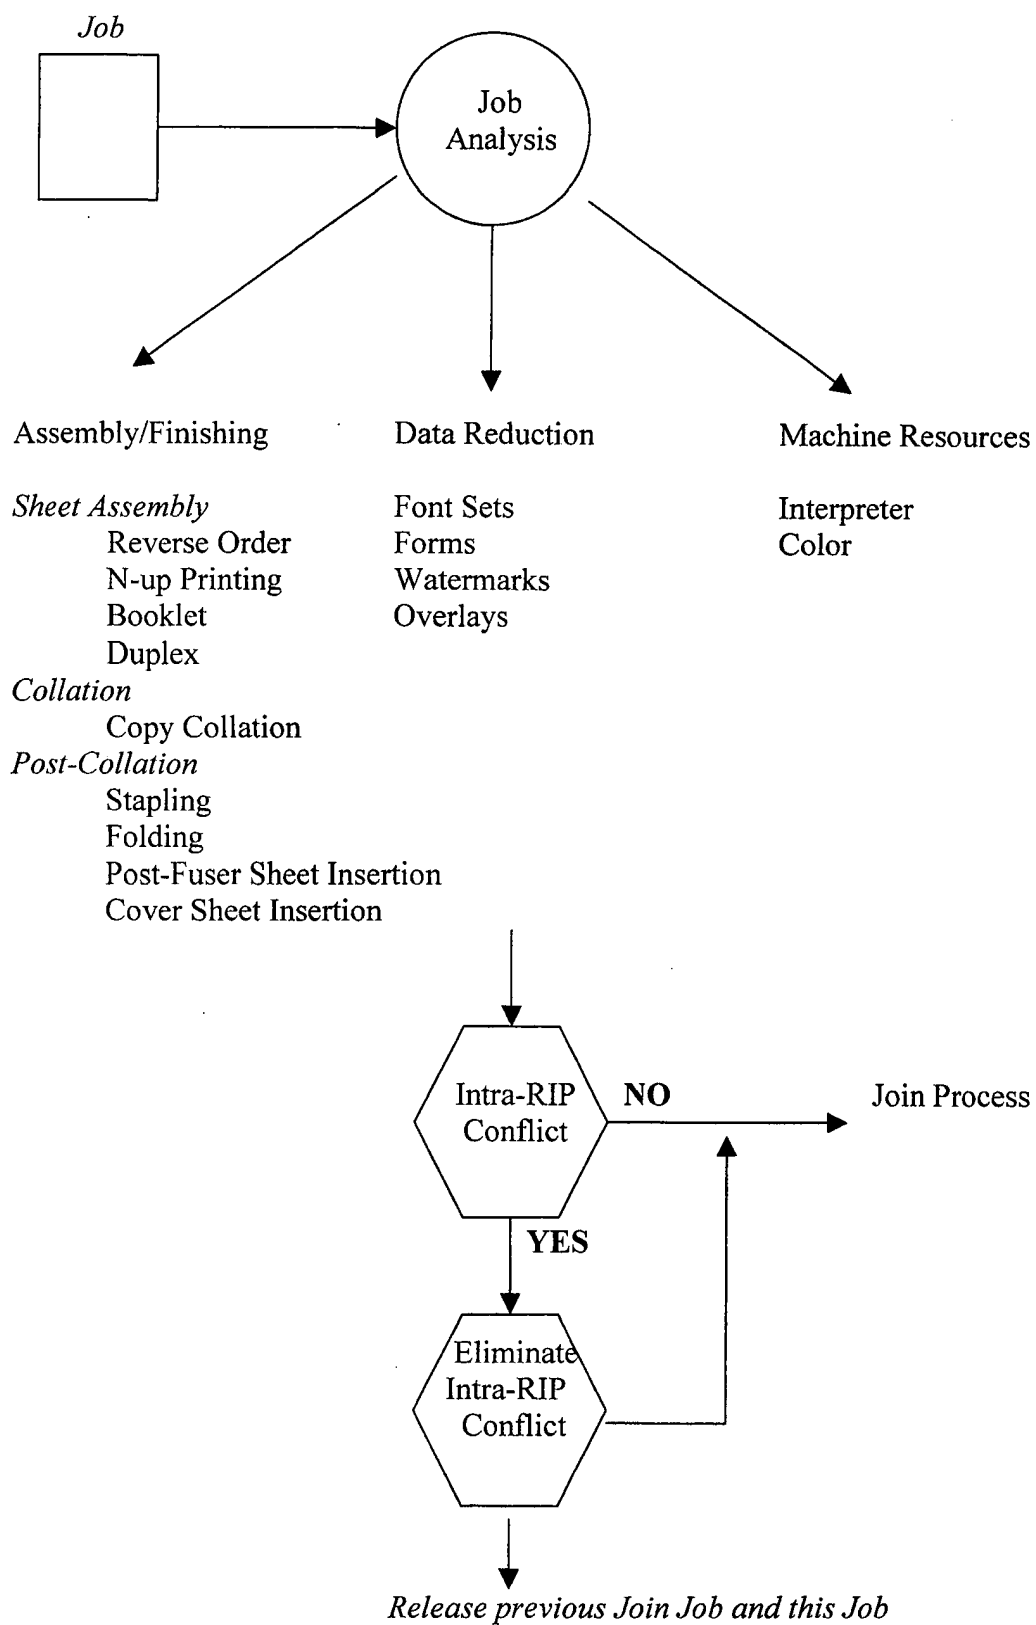 Job
Job
Analysis
Assembly/Finishing
Data Reduction
Machine Resources
Sheet Assembly
Reverse Order
N-up Printing
Booklet
Duplex
Collation
Copy Collation
Post-Collation
Stapling
Folding
Post-Fuser Sheet Insertion
Cover Sheet Insertion
Font Sets
Forms
Watermarks
Overlays
Interpreter
Color
Intra-RIP
Conflict
NO
Join Process
YES
Eliminate
Intra-RIP
Conflict
Release previous Join Job and this Job